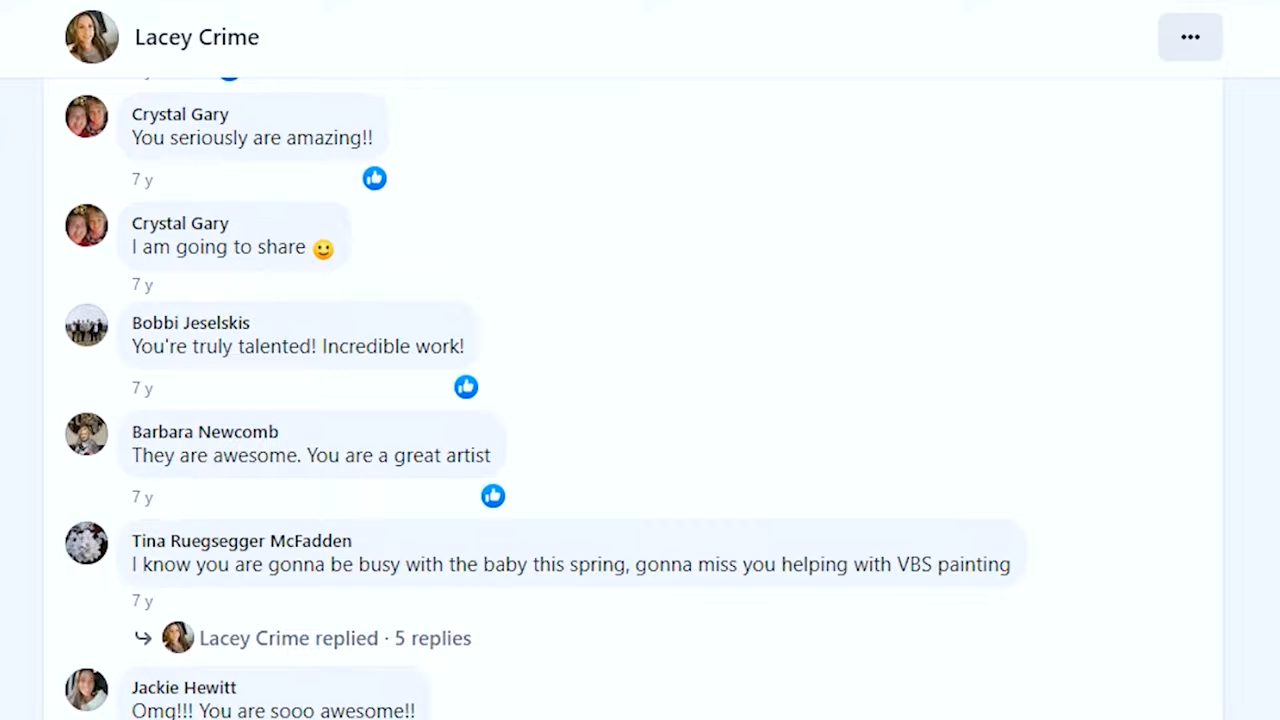 Lacey Crime
Crystal Gary
You seriously are amazing!!
7 y
Crystal Gary
I am going to share
7 y
Bobbi Jeselskis
You're truly talented! Incredible work!
7 y
Barbara Newcomb
They are awesome. You are a great artist
7 y
Tina Ruegsegger McFadden
I know you are gonna be busy with the baby this spring, gonna miss you helping with VBS painting
7 y
Lacey Crime replied · 5 replies
Jackie Hewitt
Omg!!! You are sooo awesome!!